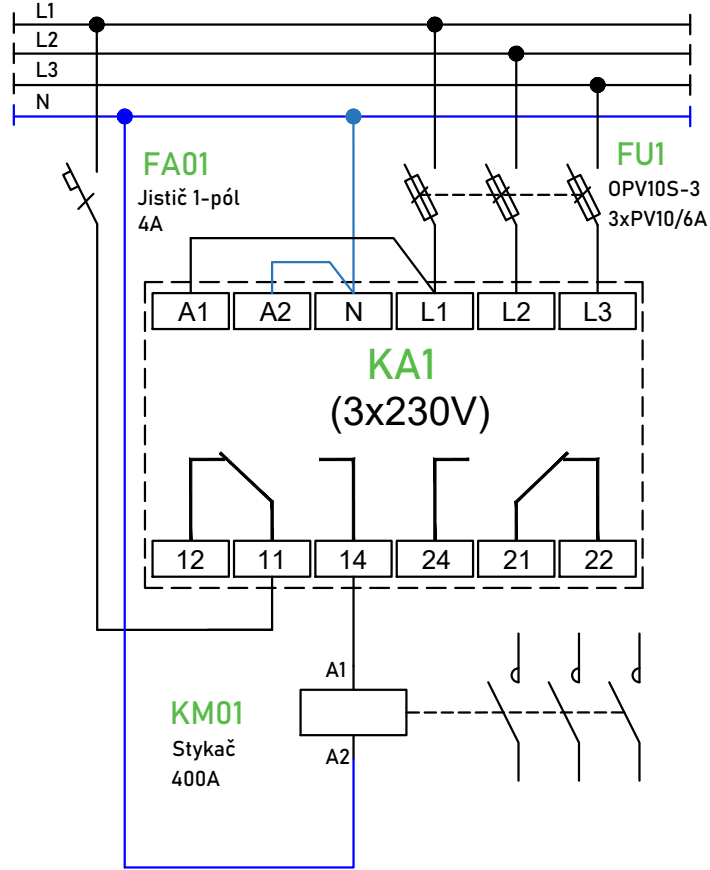 L1
L2
L3
N
FA01
Jistič 1-pól
4A
FU1
OPV10S-3
3xPV10/6A
A1 A2 N L1 L2 L3
KA1
(3x230V)
12 11 14 24 21 22
A1
KM01
Stykač
400A
A2